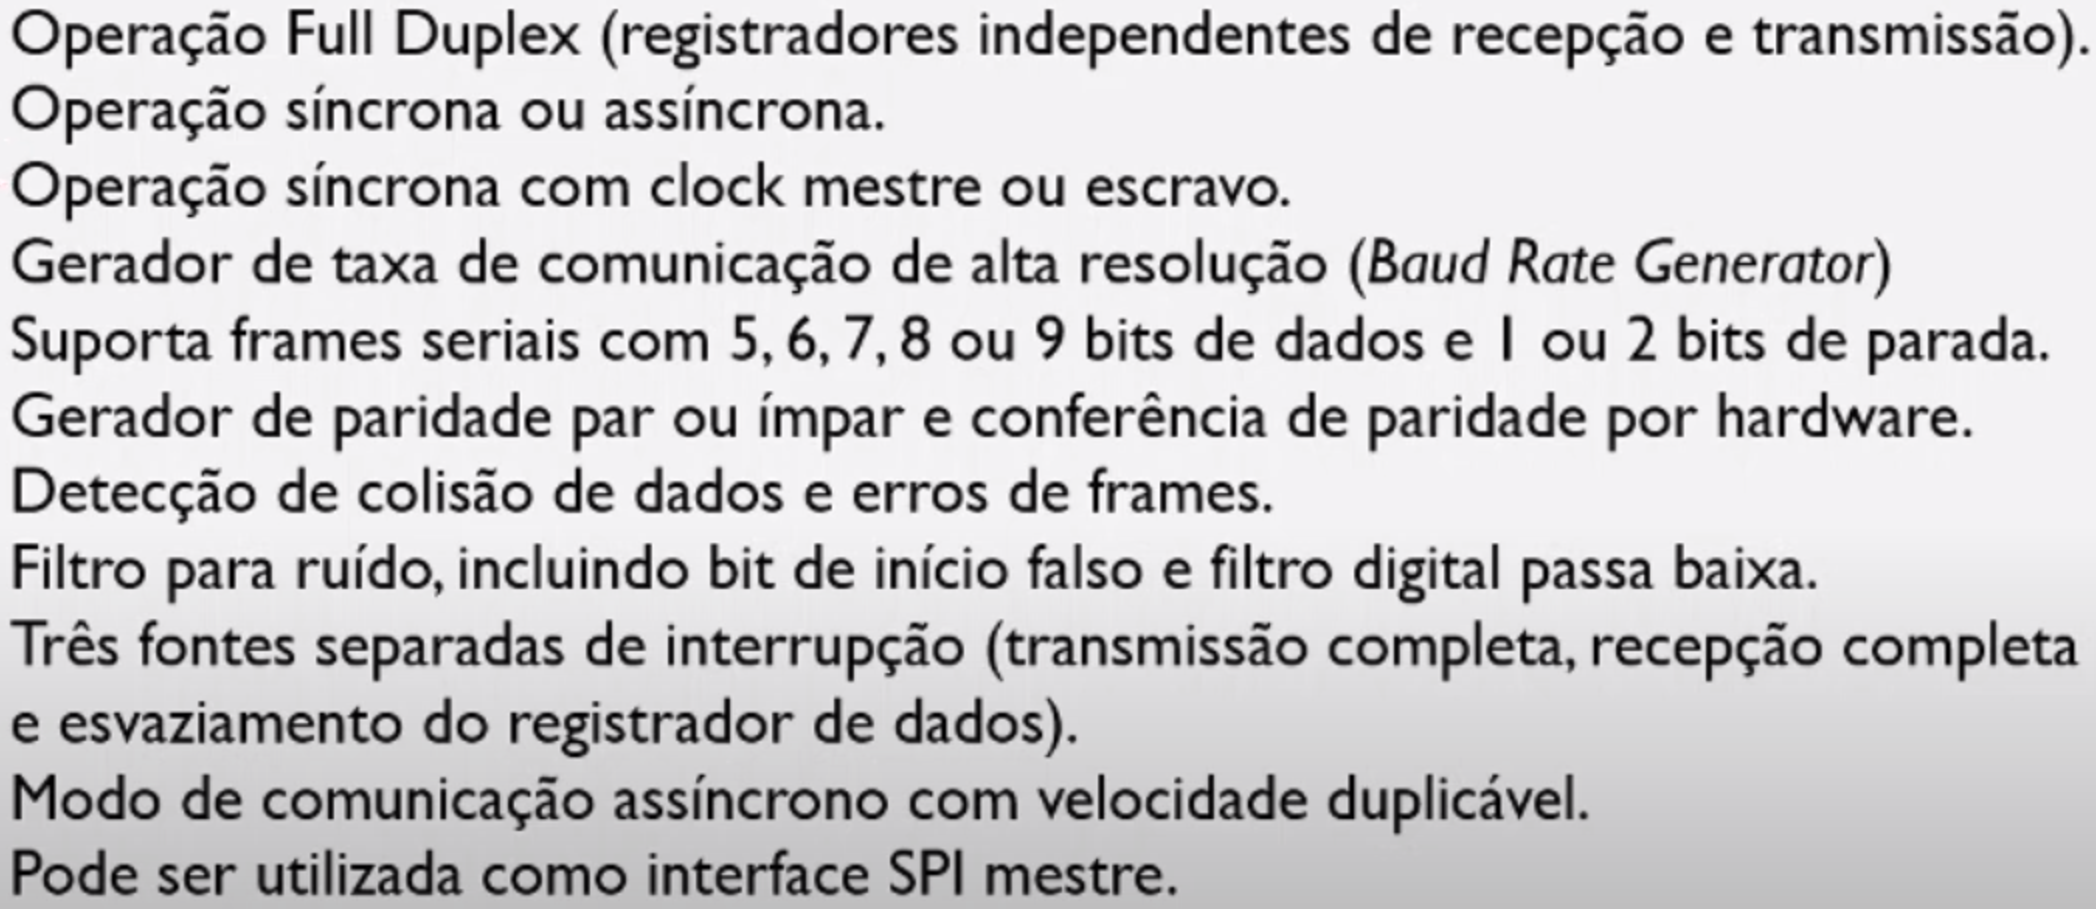 Operação Full Duplex (registradores independentes de recepção e transmissão).
Operação síncrona ou assíncrona.
Operação síncrona com clock mestre ou escravo.
Gerador de taxa de comunicação de alta resolução (Baud Rate Generator)
Suporta frames seriais com 5, 6, 7, 8 ou 9 bits de dados e 1 ou 2 bits de parada.
Gerador de paridade par ou ímpar e conferência de paridade por hardware.
Detecção de colisão de dados e erros de frames.
Filtro para ruído, incluindo bit de início falso e filtro digital passa baixa.
Três fontes separadas de interrupção (transmissão completa, recepção completa
e esvaziamento do registrador de dados).
Modo de comunicação assíncrono com velocidade duplicável.
Pode ser utilizada como interface SPI mestre.